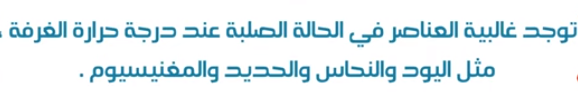 توجد غالبية العناصر في الحالة الصلبة عند درجة حرارة الغرفة ،
مثل اليود والنحاس والحديد والمغنيسيوم .